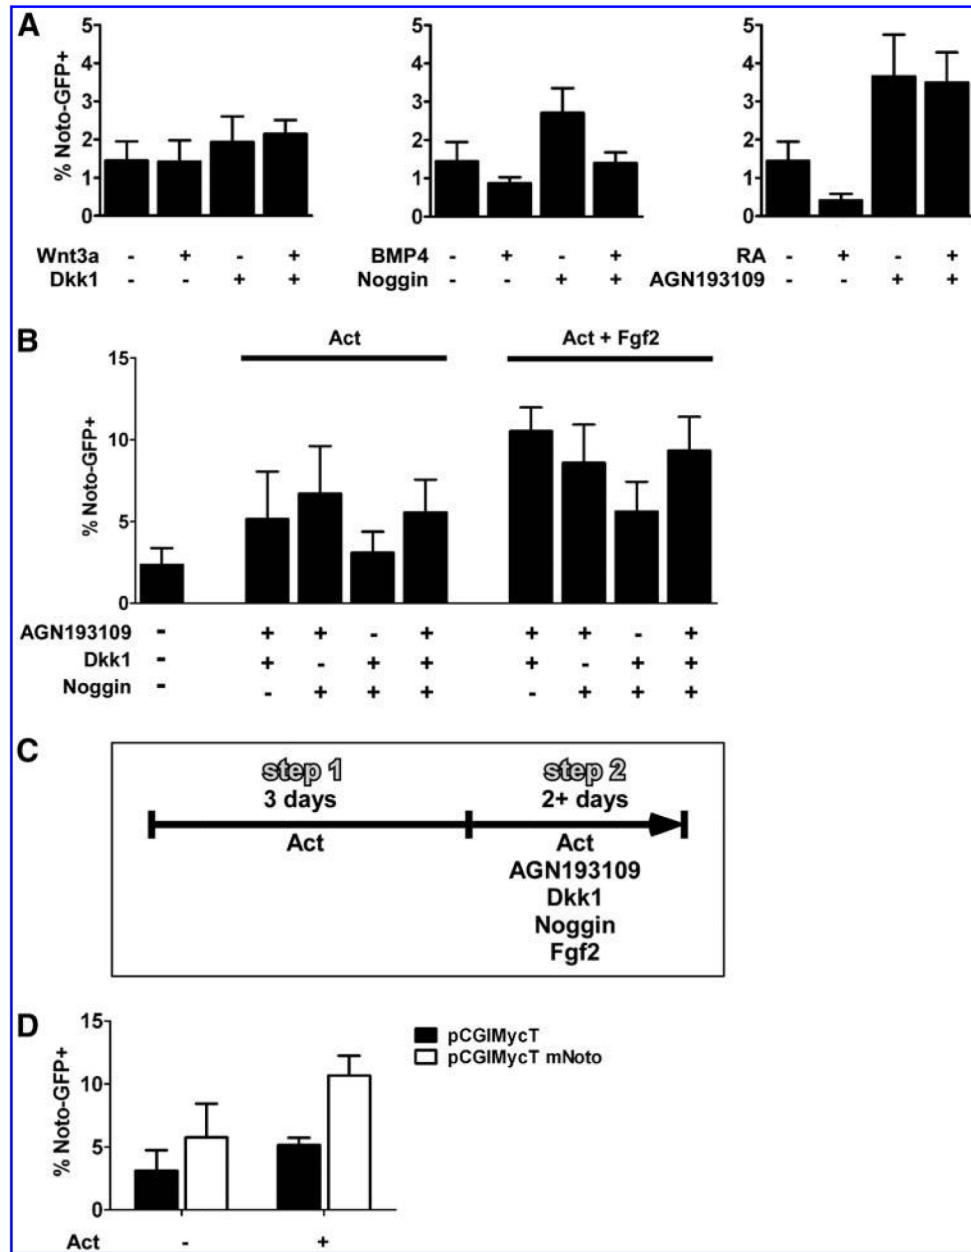 A
% Noto-GFP+
5
4
3
2
1
0
Wnt3a - + - +
Dkk1 - - + +
5
4
3
2
1
0
BMP4 - + - +
Noggin - - + +
5
4
3
2
1
0
RA - + - +
AGN193109 - - + +
B
Act
Act + Fgf2
% Noto-GFP+
15
10
5
0
AGN193109 - + + - + + + - +
Dkk1 - + - + + + - + +
Noggin - - + + + - + + +
C
step 1
3 days
Act
step 2
2+ days
Act
AGN193109
Dkk1
Noggin
Fgf2
D
% Noto-GFP+
15
10
5
0
Act - +
pCGIMycT
pCGIMycT mNoto